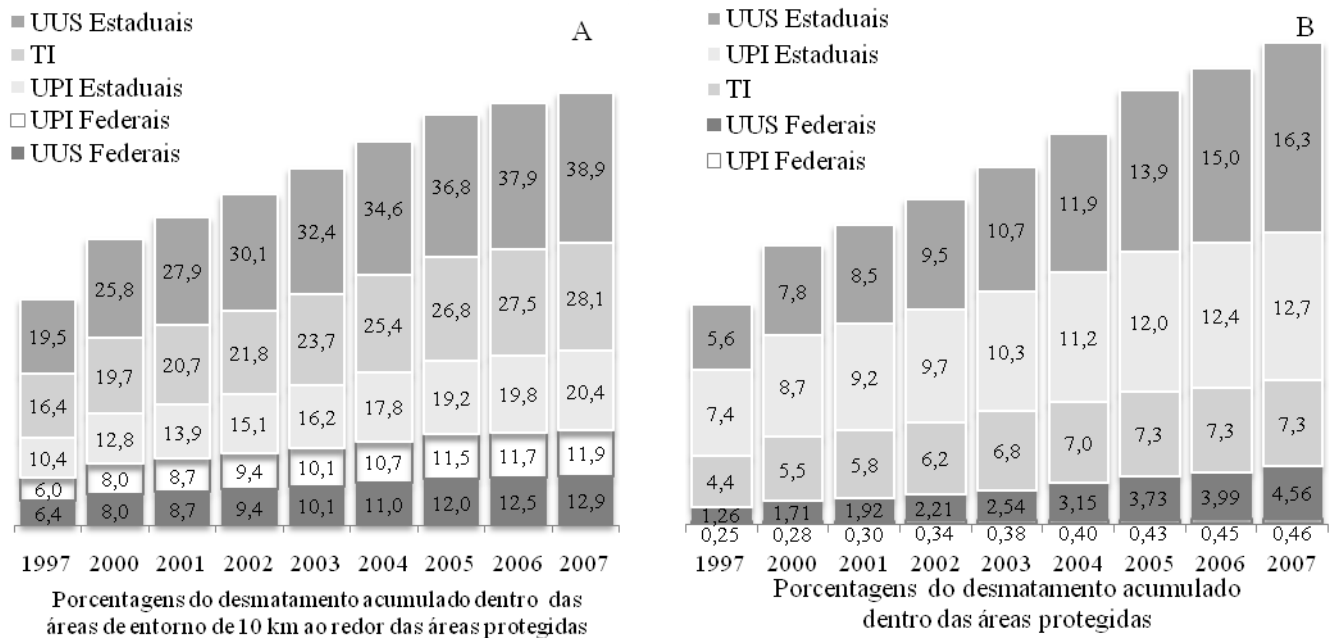 UUS Estaduais
TI
UPI Estaduais
UPI Federais
UUS Federais
A
19,5 25,8 27,9 30,1 32,4 34,6 36,8 37,9 38,9
16,4 19,7 20,7 21,8 23,7 25,4 26,8 27,5 28,1
10,4 12,8 13,9 15,1 16,2 17,8 19,2 19,8 20,4
6,0 8,0 8,7 9,4 10,1 10,7 11,5 11,7 11,9
6,4 8,0 8,7 9,4 10,1 11,0 12,0 12,5 12,9
1997 2000 2001 2002 2003 2004 2005 2006 2007
Porcentagens do desmatamento acumulado dentro das
áreas de entorno de 10 km ao redor das áreas protegidas
UUS Estaduais
UPI Estaduais
TI
UUS Federais
UPI Federais
B
5,6 7,8 8,5 9,5 10,7 11,9 13,9 15,0 16,3
7,4 8,7 9,2 9,7 10,3 11,2 12,0 12,4 12,7
4,4 5,5 5,8 6,2 6,8 7,0 7,3 7,3 7,3
1,26 1,71 1,92 2,21 2,54 3,15 3,73 3,99 4,56
0,25 0,28 0,30 0,34 0,38 0,40 0,43 0,45 0,46
1997 2000 2001 2002 2003 2004 2005 2006 2007
Porcentagens do desmatamento acumulado
dentro das áreas protegidas